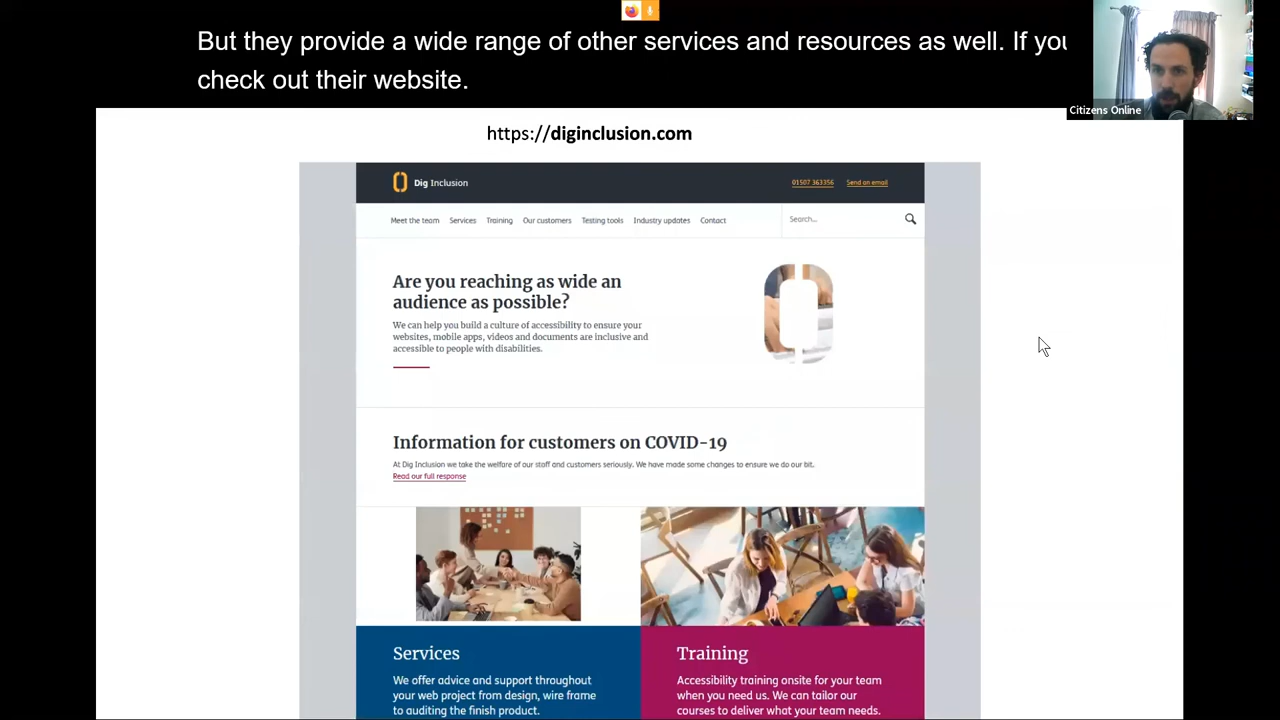 But they provide a wide range of other services and resources as well. If you
check out their website.
Citizens Online
https://diginclusion.com
Dig Inclusion
01507 363356
Send an email
Meet the team
Services
Training
Our customers
Testing tools
Industry updates
Contact
Search...
Are you reaching as wide an
audience as possible?
We can help you build a culture of accessibility to ensure your
websites, mobile apps, videos and documents are inclusive and
accessible to people with disabilities.
Information for customers on COVID-19
At Dig Inclusion we take the welfare of our staff and customers seriously. We have made some changes to ensure we do our bit.
Read our full response
Services
We offer advice and support throughout
your web project from design, wire frame
to auditing the finish product.
Training
Accessibility training onsite for your team
when you need us. We can tailor our
courses to deliver what your team needs.